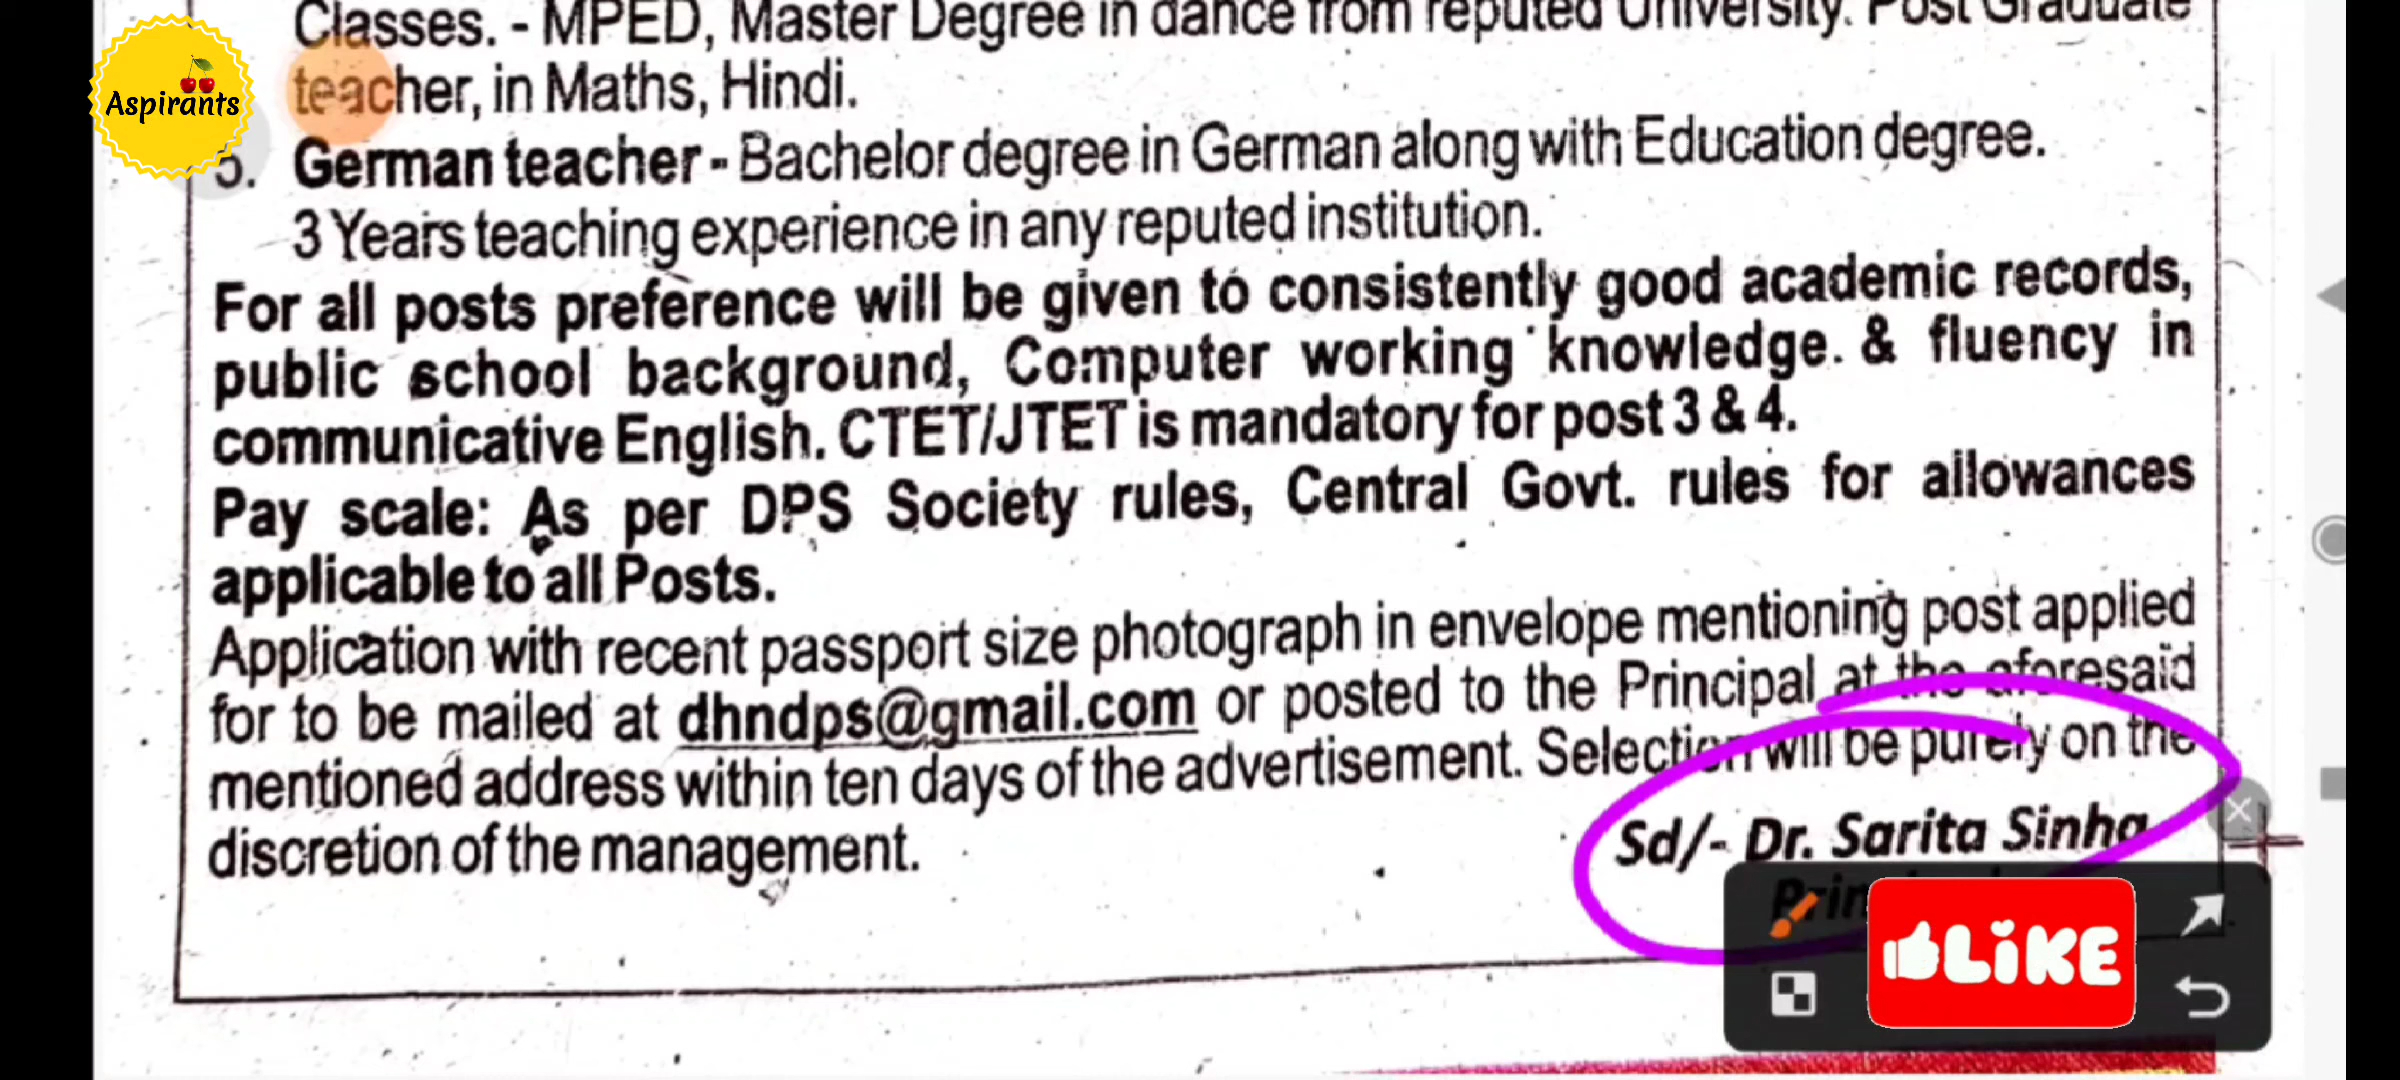 Classes. - MPED, Master Degree in dance from reputed University. Post Graduate
teacher, in Maths, Hindi.
Aspirants
5. German teacher - Bachelor degree in German along with Education degree.
3 Years teaching experience in any reputed institution.
For all posts preference will be given to consistently good academic records,
public school background, Computer working knowledge. & fluency in
communicative English. CTET/JTET is mandatory for post 3 & 4.
Pay scale: As per DPS Society rules, Central Govt. rules for allowances
applicable to all Posts.
Application with recent passport size photograph in envelope mentioning post applied
for to be mailed at dhndps@gmail.com or posted to the Principal at the aforesaid
mentioned address within ten days of the advertisement. Selection will be purely on the
discretion of the management.
Sd/- Dr. Sarita Sinha
LiKE